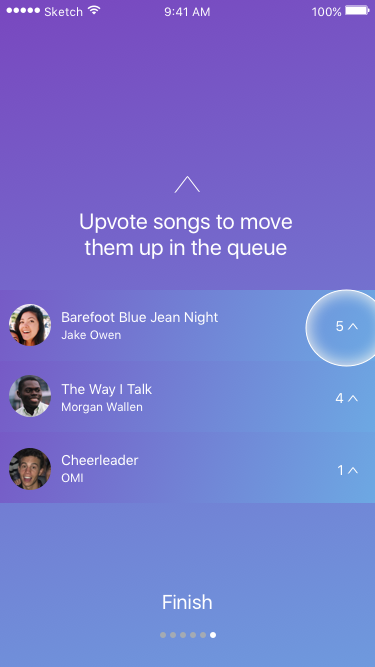 Sketch 9:41 AM 100%
Upvote songs to move
them up in the queue
Barefoot Blue Jean Night
Jake Owen
5
The Way I Talk
Morgan Wallen
4
Cheerleader
OMI
1
Finish